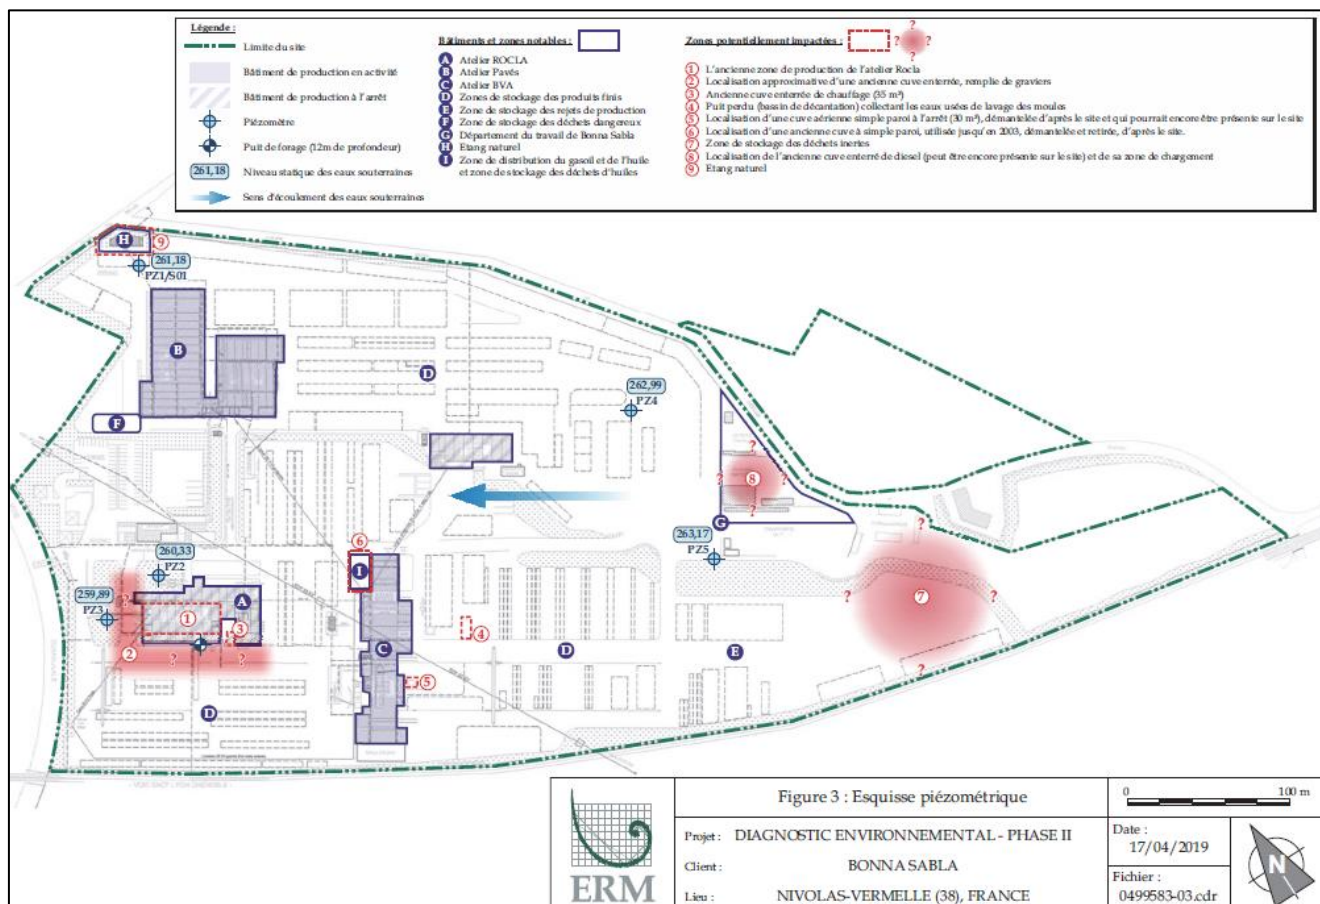 Légende :
Limite du site
Bâtiment de production en activité
Bâtiment de production à l'arrêt
Piézomètre
Puit de forage (12m de profondeur)
261,18 Niveau statique des eaux souterraines
Sens d'écoulement des eaux souterraines
Bâtiments et zones notables :
A Atelier ROCLA
B Atelier Pavés
C Atelier BVA
D Zones de stockage des produits finis
E Zone de stockage des rejets de production
F Zone de stockage des déchets dangereux
G Département du travail de Bonna Sabla
H Etang naturel
I Zone de distribution du gasoil et de l'huile
et zone de stockage des déchets d'huiles
Zones potentiellement impactées :
? ? ? ?
1 L'ancienne zone de production de l'atelier Rocla
2 Localisation approximative d'une ancienne cuve enterrée, remplie de graviers
3 Ancienne cuve enterrée de chauffage (35 m³)
4 Puit perdu (bassin de décantation) collectant les eaux usées de lavage des moules
5 Localisation d'une cuve aérienne simple paroi à l'arrêt (30 m³), démantelée d'après le site et qui pourrait encore être présente sur le site
6 Localisation d'une ancienne cuve à simple paroi, utilisée jusqu'en 2003, démantelée et retirée, d'après le site.
7 Zone de stockage des déchets inertes
8 Localisation de l'ancienne cuve enterré de diesel (peut être encore présente sur le site) et de sa zone de chargement
9 Etang naturel
H 9
261,18
PZ1/S01
B
D
262,99
PZ4
F
?
? 8 ?
?
G
?
6
I
263,17
PZ5
260,33
PZ2
259,89
PZ3
?
A
1
3
2 ? ?
4
C
D
E
5
D
? 7 ?
?
Figure 3 : Esquisse piézométrique
0 100 m
Projet : DIAGNOSTIC ENVIRONNEMENTAL - PHASE II
Client : BONNA SABLA
Lieu : NIVOLAS-VERMELLE (38), FRANCE
Date :
17/04/2019
Fichier :
0499583-03.cdr
ERM
N